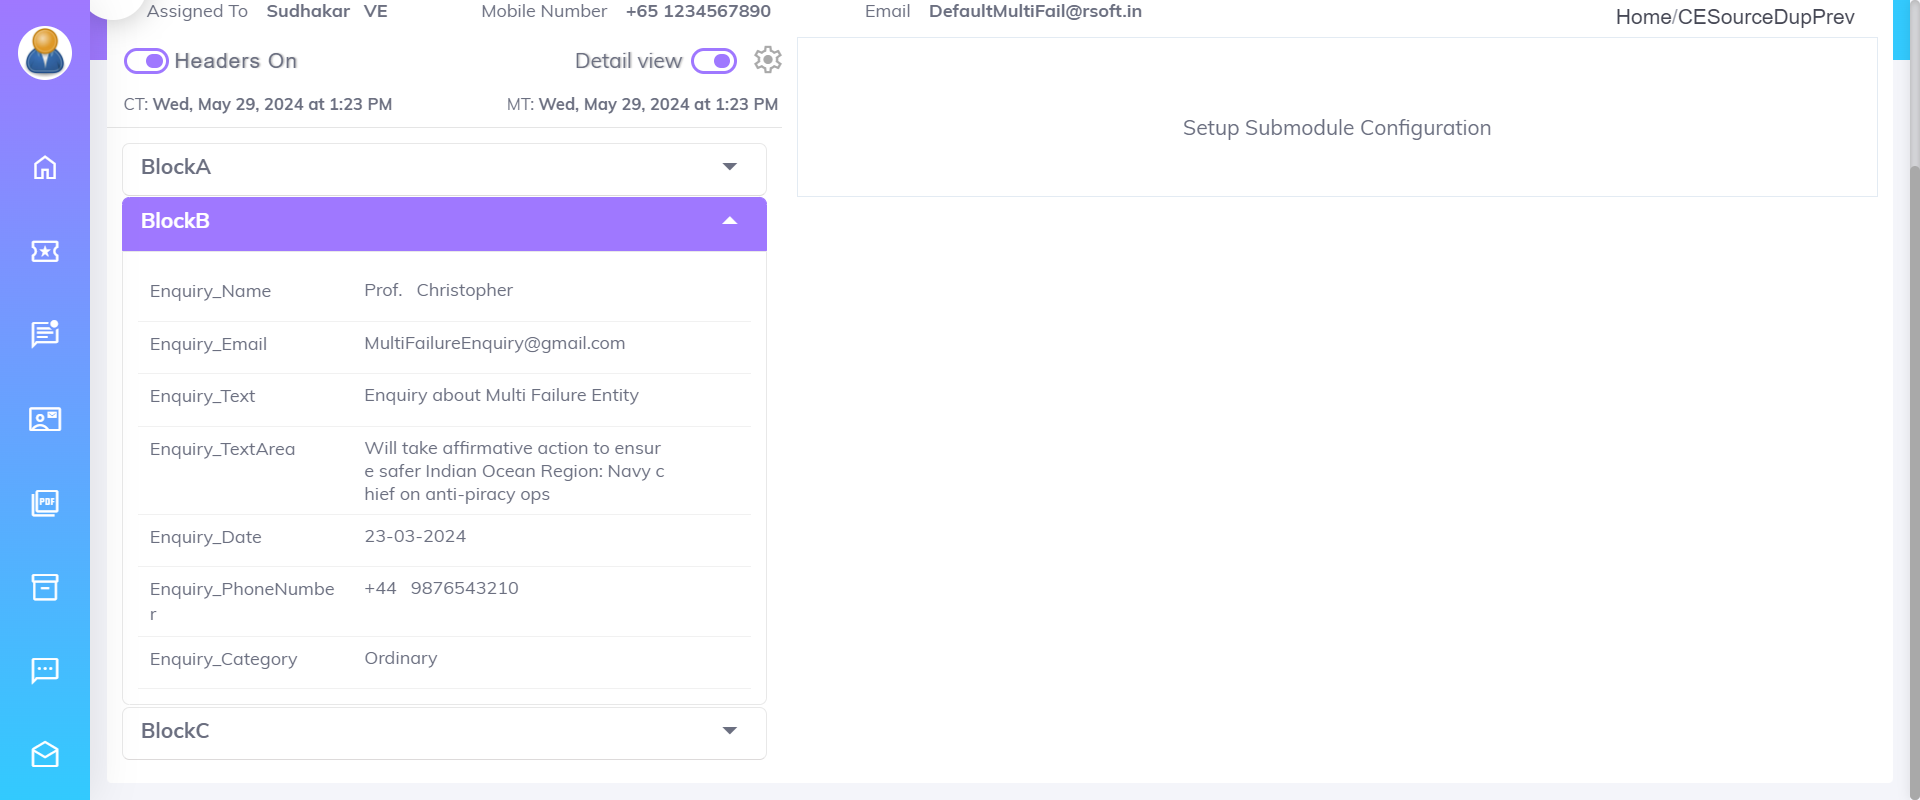 Assigned To Sudhakar VE Mobile Number +65 1234567890 Email DefaultMultiFail@rsoft.in
Home/CESourceDupPrev
Headers On Detail view
CT: Wed, May 29, 2024 at 1:23 PM MT: Wed, May 29, 2024 at 1:23 PM
Setup Submodule Configuration
BlockA
BlockB
Enquiry_Name Prof. Christopher
Enquiry_Email MultiFailureEnquiry@gmail.com
Enquiry_Text Enquiry about Multi Failure Entity
Enquiry_TextArea Will take affirmative action to ensur
e safer Indian Ocean Region: Navy c
hief on anti-piracy ops
Enquiry_Date 23-03-2024
Enquiry_PhoneNumbe +44 9876543210
r
Enquiry_Category Ordinary
BlockC
PDF